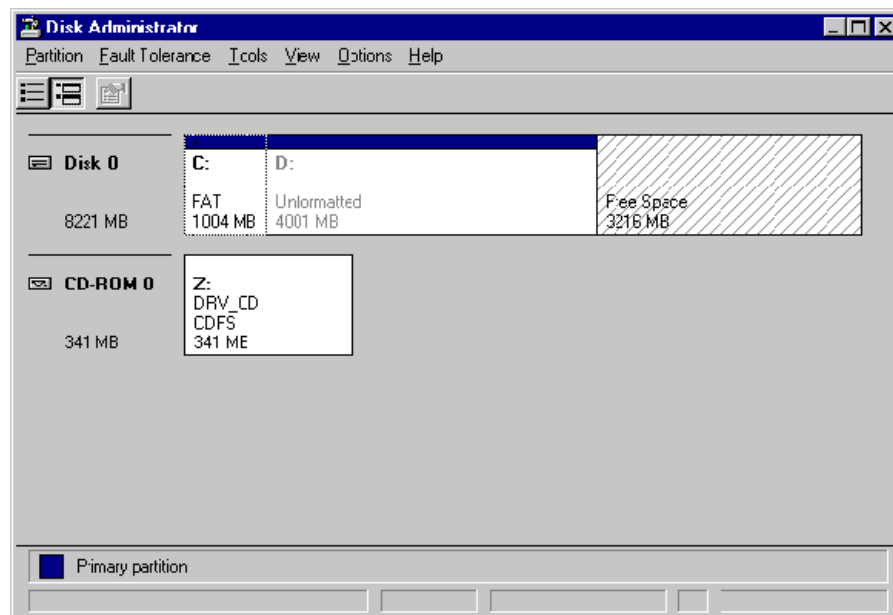 Disk Administrator
Partition Fault Tolerance Tools View Options Help
Disk 0
8221 MB
C:
FAT
1004 MB
D:
Unformatted
4001 MB
Free Space
3216 MB
CD-ROM 0
341 MB
Z:
DRV_CD
CDFS
341 MB
Primary partition